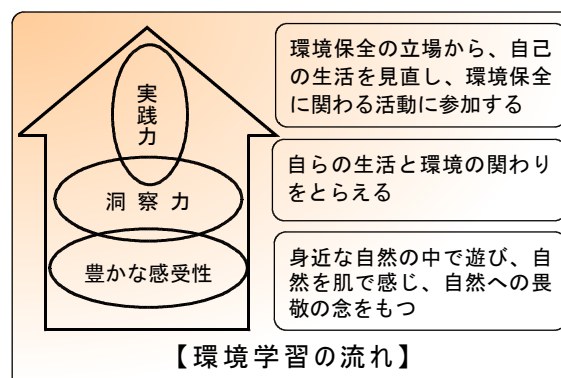 実践力
環境保全の立場から、自己
の生活を見直し、環境保全
に関わる活動に参加する
洞察力
自らの生活と環境の関わり
をとらえる
豊かな感受性
身近な自然の中で遊び、自
然を肌で感じ、自然への畏
敬の念をもつ
【環境学習の流れ】